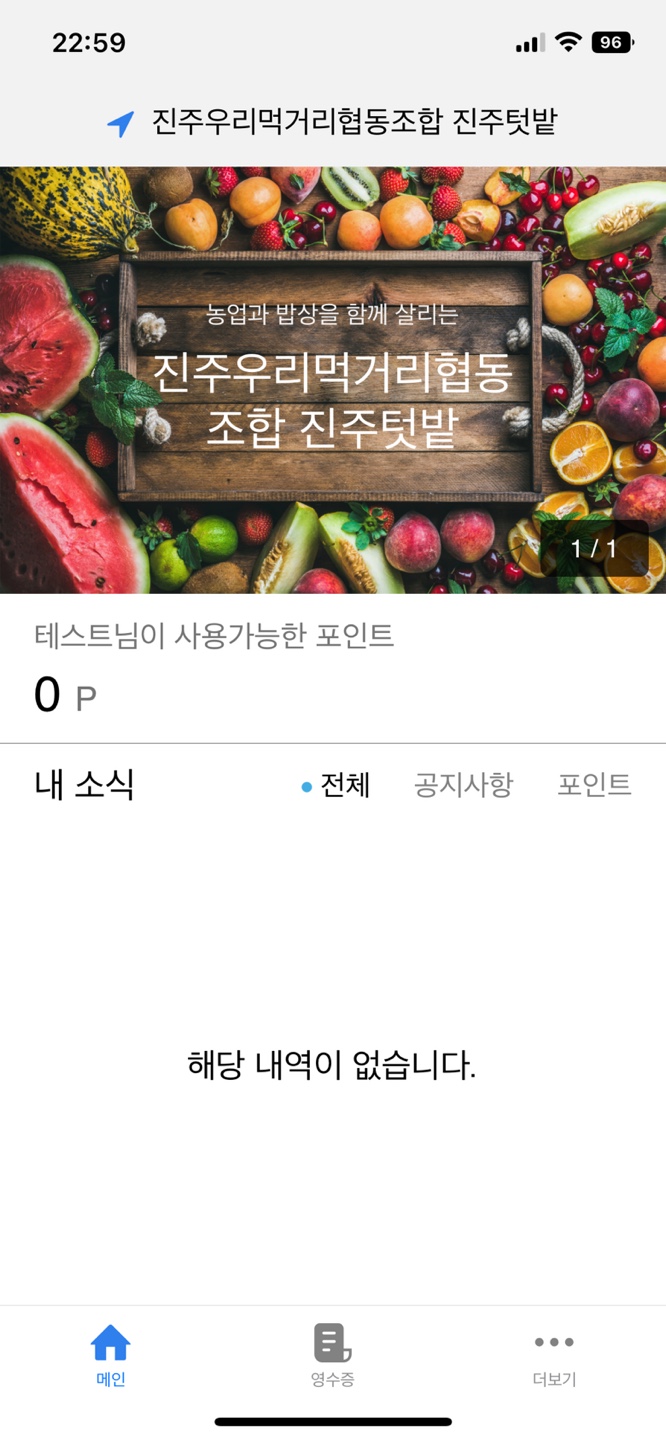 22:59
96
진주우리먹거리협동조합 진주텃밭
농업과 밥상을 함께 살리는
진주우리먹거리협동
조합 진주텃밭
1 / 1
테스트님이 사용가능한 포인트
0 P
내 소식
전체
공지사항
포인트
해당 내역이 없습니다.
메인
영수증
더보기